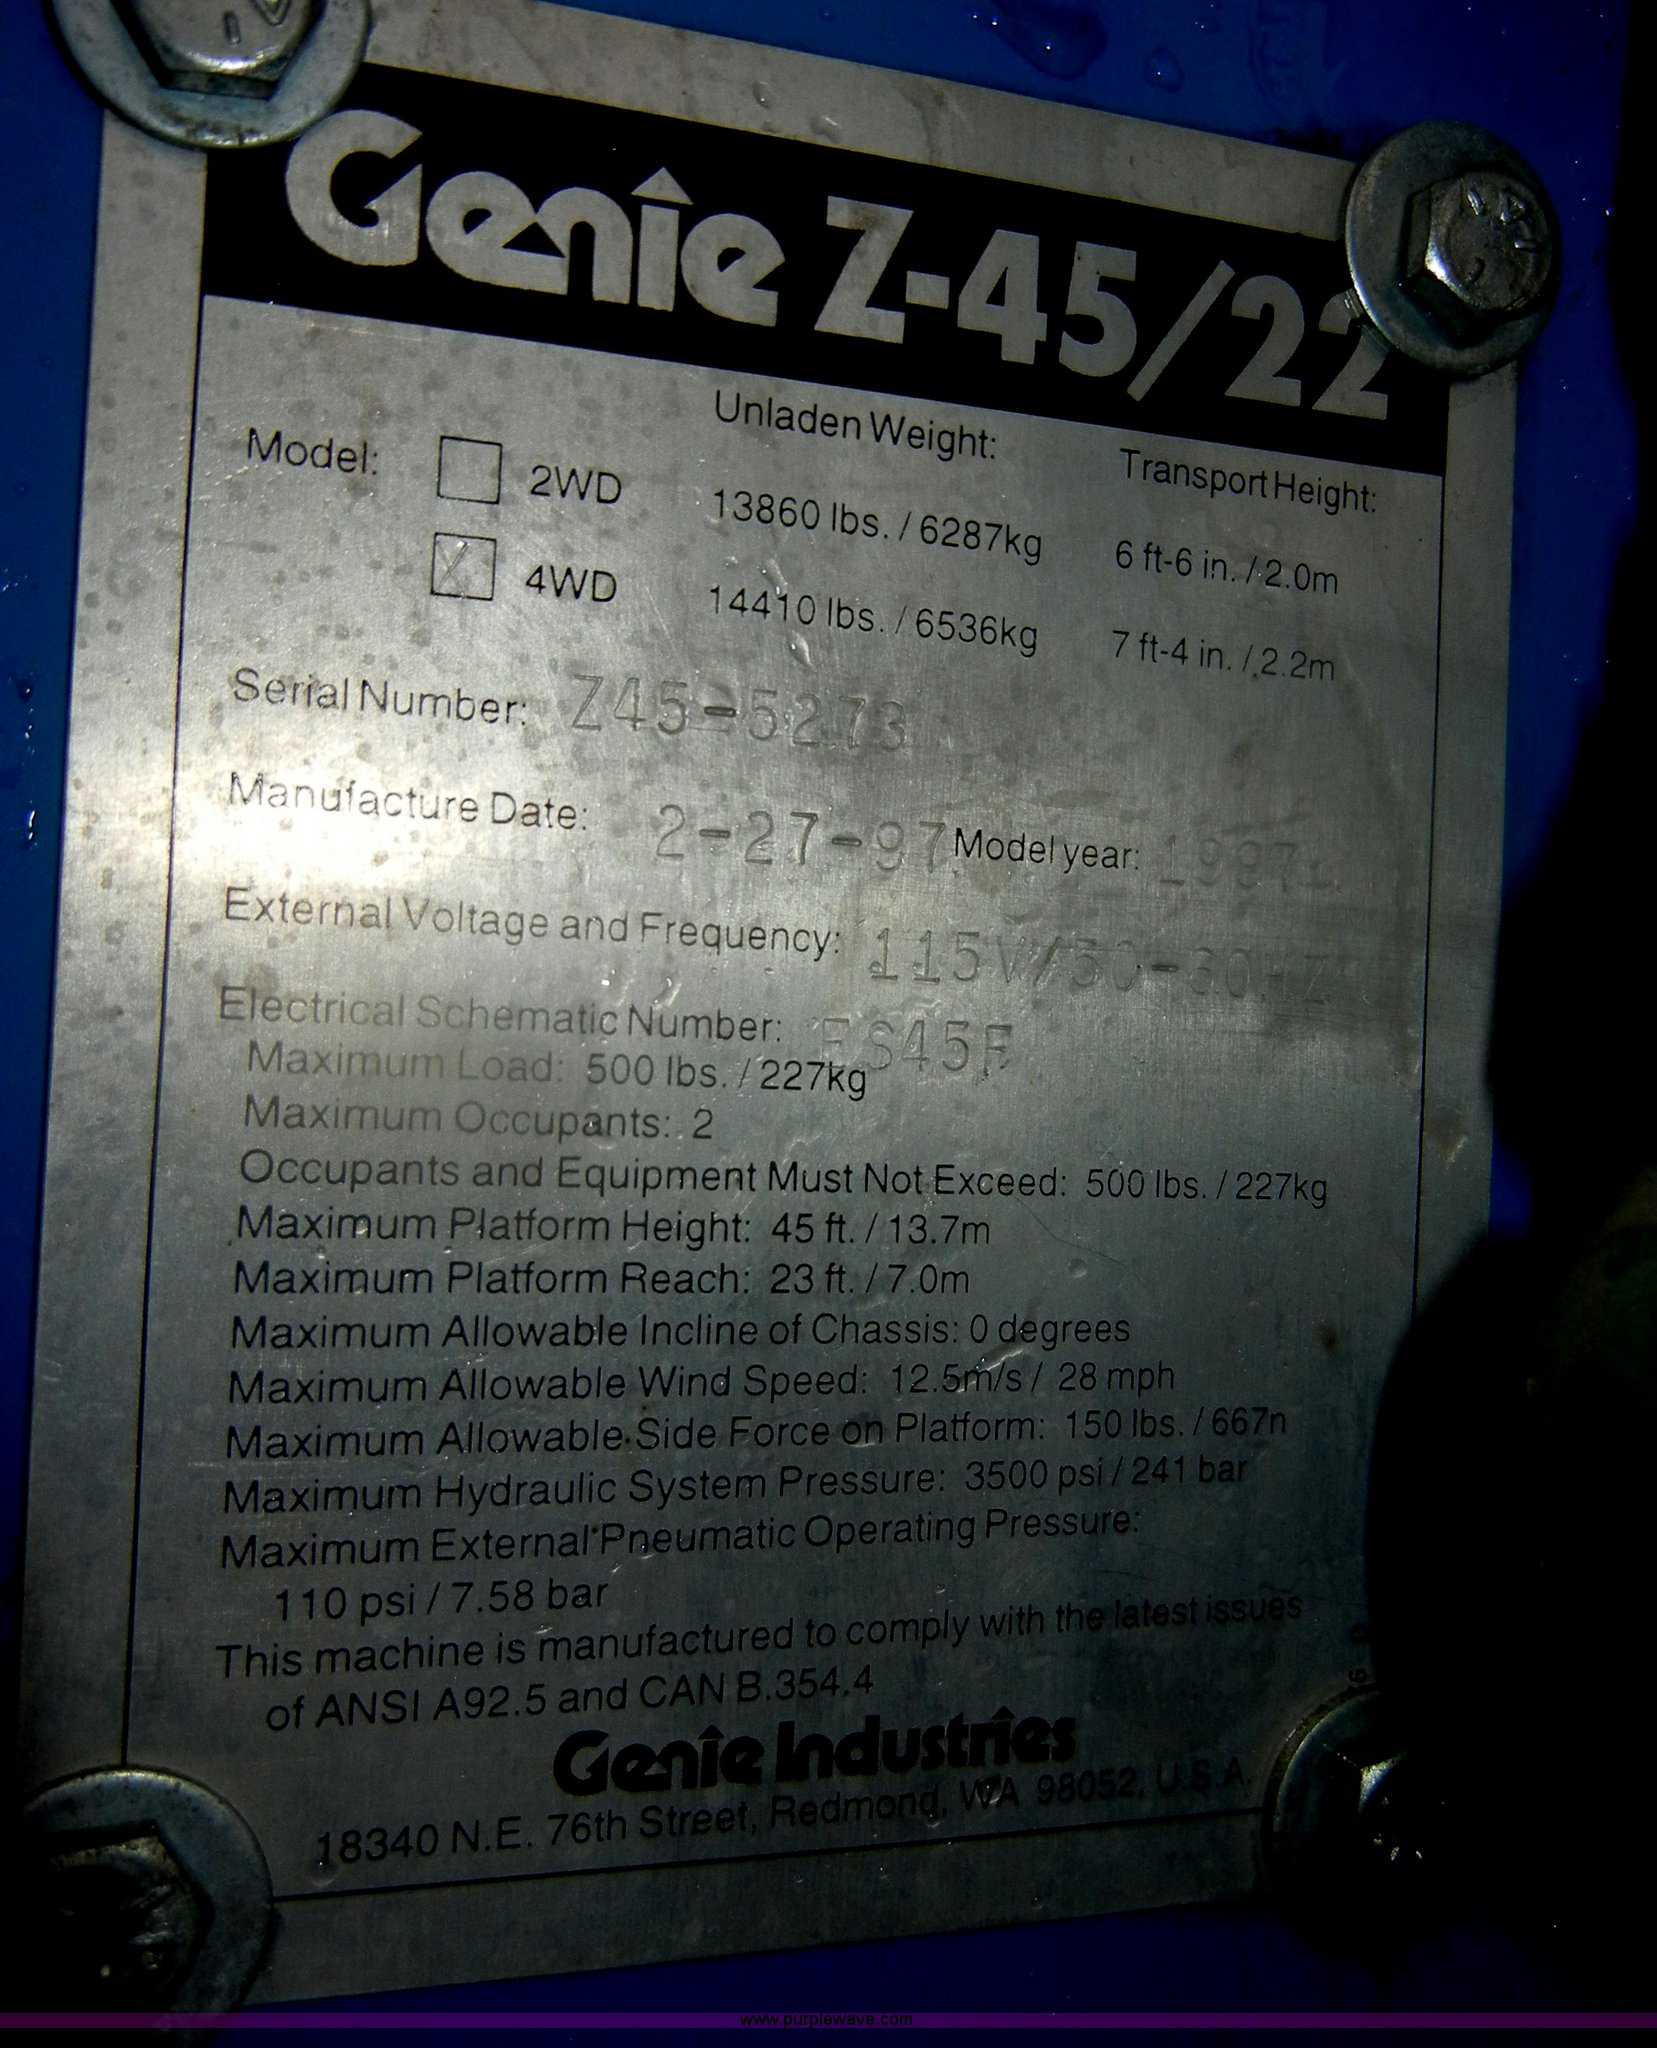 Genie Z-45/22
Model: 2WD 4WD
Unladen Weight: Transport Height:
13860 lbs. / 6287kg 6 ft-6 in. / 2.0m
14410 lbs. / 6536kg 7 ft-4 in. / 2.2m
Serial Number: Z45-5273
Manufacture Date: 2-27-97 Model year: 1997
External Voltage and Frequency: 115V/50-60HZ
Electrical Schematic Number: ES45F
Maximum Load: 500 lbs. / 227kg
Maximum Occupants: 2
Occupants and Equipment Must Not Exceed: 500 lbs. / 227kg
Maximum Platform Height: 45 ft. / 13.7m
Maximum Platform Reach: 23 ft. / 7.0m
Maximum Allowable Incline of Chassis: 0 degrees
Maximum Allowable Wind Speed: 12.5m/s / 28 mph
Maximum Allowable Side Force on Platform: 150 lbs. / 667n
Maximum Hydraulic System Pressure: 3500 psi / 241 bar
Maximum External Pneumatic Operating Pressure:
110 psi / 7.58 bar
This machine is manufactured to comply with the latest issues
of ANSI A92.5 and CAN B.354.4
Genie Industries
18340 N.E. 76th Street, Redmond, WA 98052, U.S.A.
www.purplewave.com